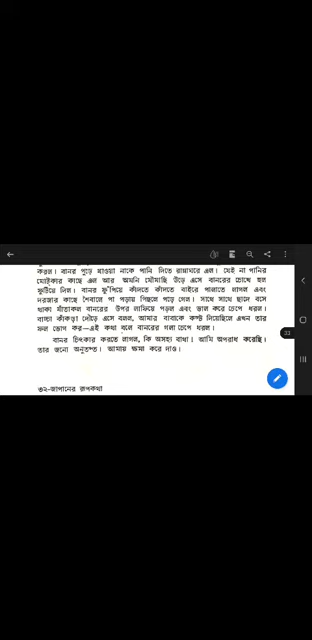 করল। বানর পুড়ে যাওয়া নাকে পানি দিতে রান্নাঘরে এল। যেই না পানির
মোট্‌কার কাছে এল আর অমনি মৌমাছি উড়ে এসে বানরের চোখে হুল
ফুটিয়ে দিল। বানর ফু'পিয়ে কাঁদতে কাঁদতে বাইরে পালাতে লাগল এবং
দরজার কাছে শৈবালে পা পড়ায় পিছলে পড়ে গেল। সাথে সাথে ছাদে বসে
থাকা যাঁতাকল বানরের উপর লাফিয়ে পড়ল এবং ভাল করে চেপে ধরল।
বাচ্চা কাঁকড়া দৌড়ে এসে বলল, আমার বাবাকে কষ্ট দিয়েছিলে এখন তার
ফল ভোগ কর—এই কথা বলে বানরের গলা চেপে ধরল।
বানর চিৎকার করতে লাগল, কি অসহ্য ব্যথা। আমি অপরাধ করেছি।
তার জন্যে অনুতপ্ত। আমায় ক্ষমা করে দাও।
৩২-জাপানের রূপকথা
33